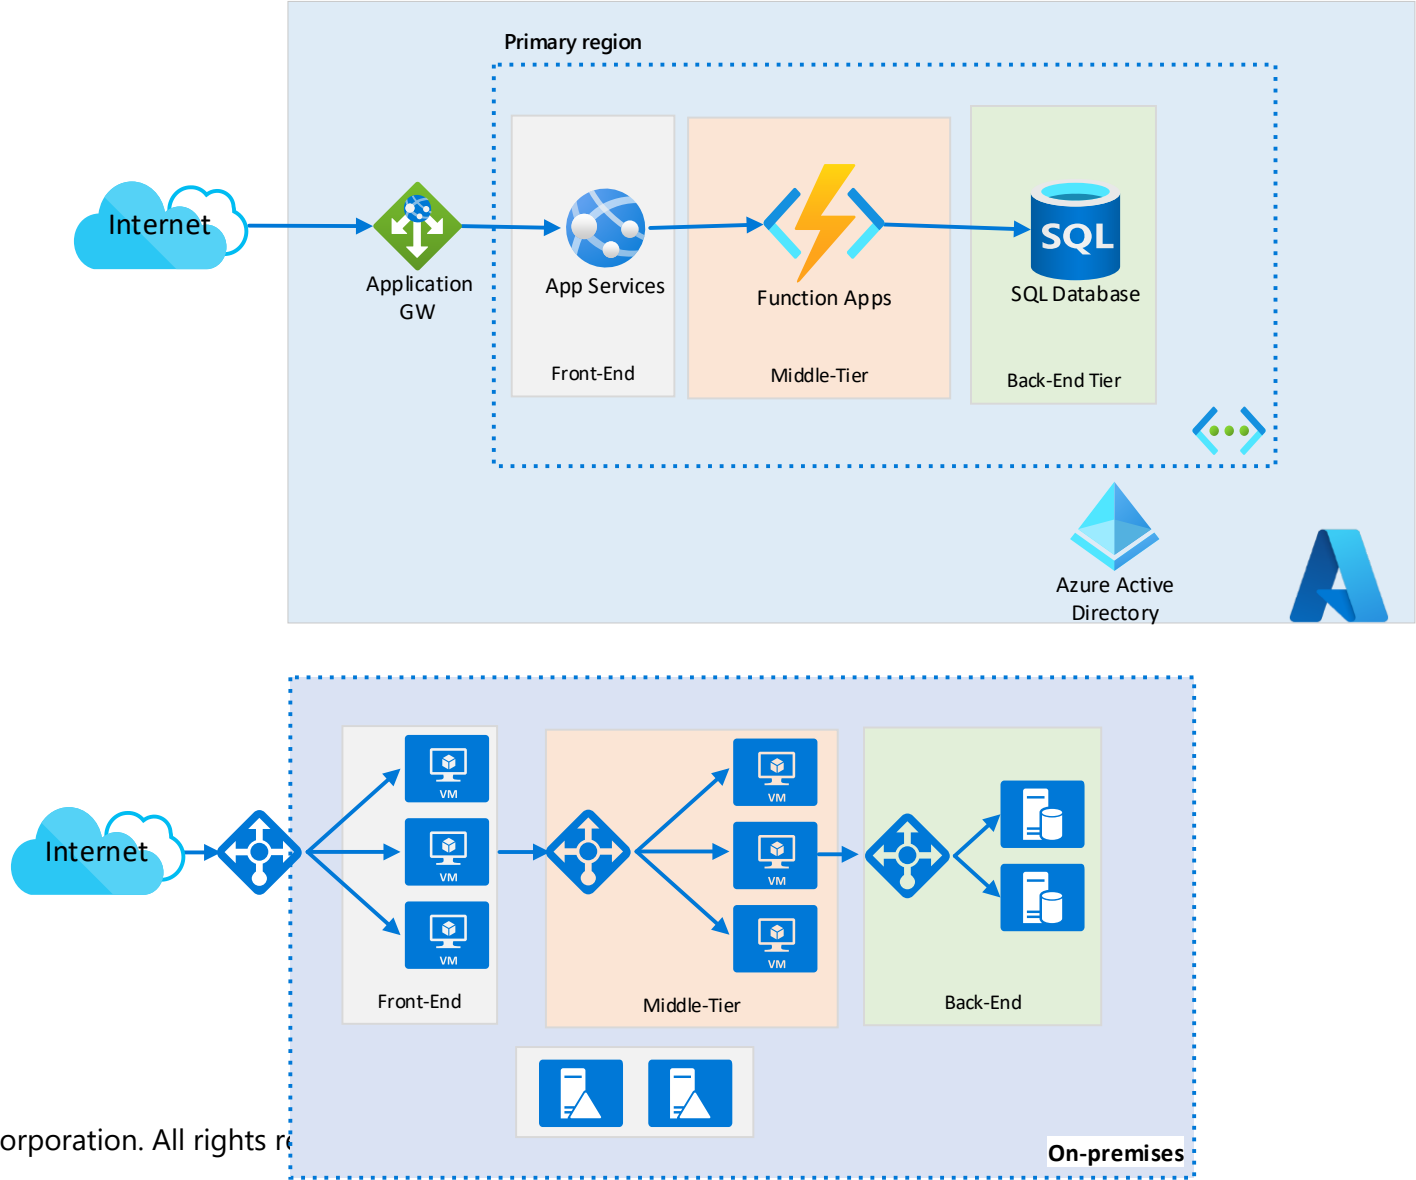 Primary region
Internet
Application
GW
App Services
Function Apps
SQL
SQL Database
Front-End
Middle-Tier
Back-End Tier
Azure Active
Directory
Internet
VM
VM
VM
VM
VM
VM
Front-End
Middle-Tier
Back-End
orporation. All rights re
On-premises